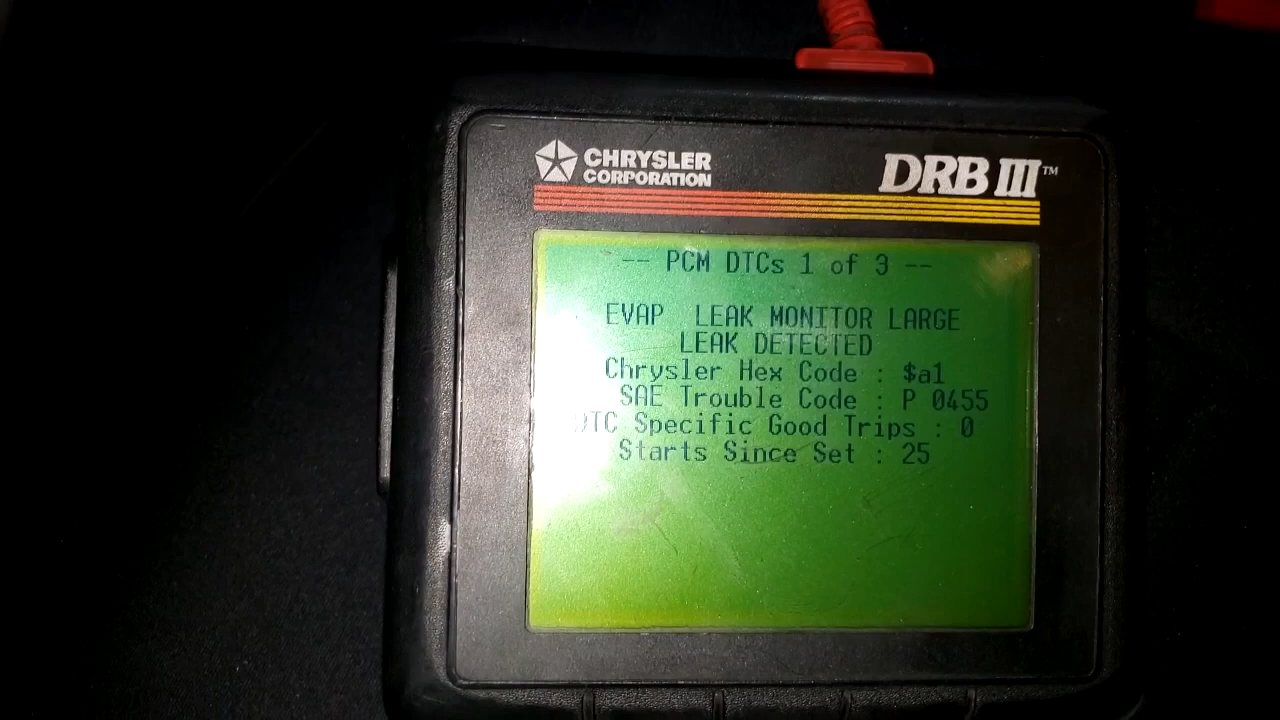 CHRYSLER
CORPORATION
DRB III™
-- PCM DTCs 1 of 3 --
EVAP LEAK MONITOR LARGE
LEAK DETECTED
Chrysler Hex Code : $a1
SAE Trouble Code : P 0455
DTC Specific Good Trips : 0
Starts Since Set : 25